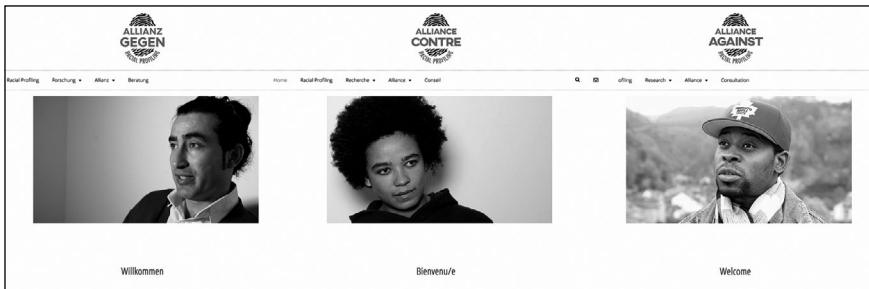 ALLIANZ
GEGEN
RACIAL PROFILING
ALLIANCE
CONTRE
RACIAL PROFILING
ALLIANCE
AGAINST
RACIAL PROFILING
Racial Profiling Forschung Allianz Beratung
Home Racial Profiling Recherche Alliance Conseil
ofiling Research Alliance Consultation
Willkommen
Bienvenu/e
Welcome